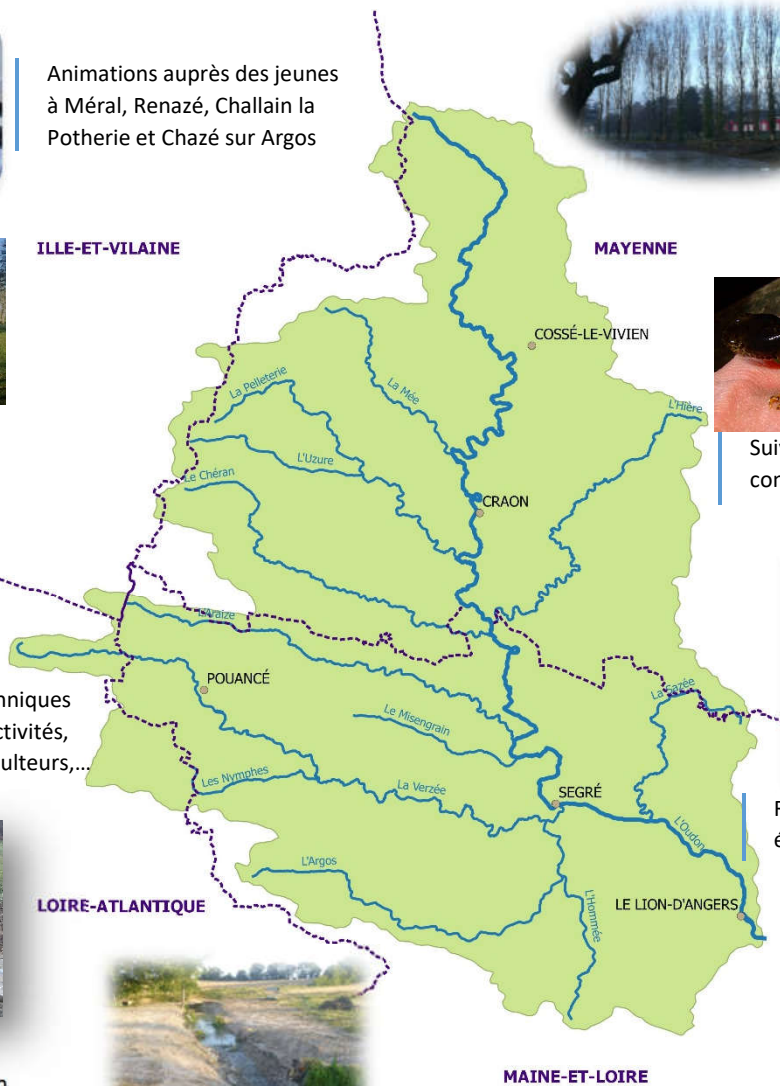 Animations auprès des jeunes
à Méral, Renazé, Challain la
Potherie et Chazé sur Argos
ILLE-ET-VILAINE
MAYENNE
COSSÉ-LE-VIVIEN
La Pelleterie
La Mée
L'Hière
L'Uzure
Le Chéran
CRAON
L'Araize
POUANCÉ
La Sazée
Le Misengrain
Les Nymphes
La Verzée
SEGRÉ
L'Oudon
L'Argos
L'Hommée
LOIRE-ATLANTIQUE
LE LION-D'ANGERS
MAINE-ET-LOIRE